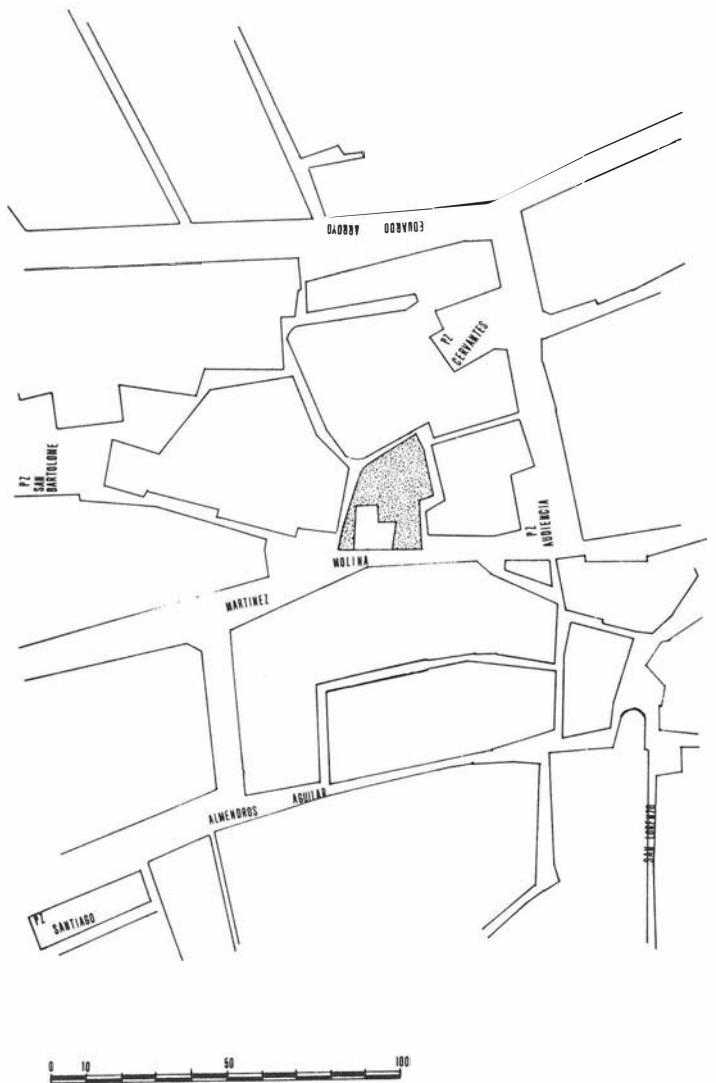 EDUARDO
ARROYO
PZ
CERVANTES
PZ
SAN
BARTOLOME
PZ
AUDIENCIA
MOLINA
MARTINEZ
ALMENDROS
AGUILAR
SAN LORENZO
PZ
SANTIAGO
0 10 50 100